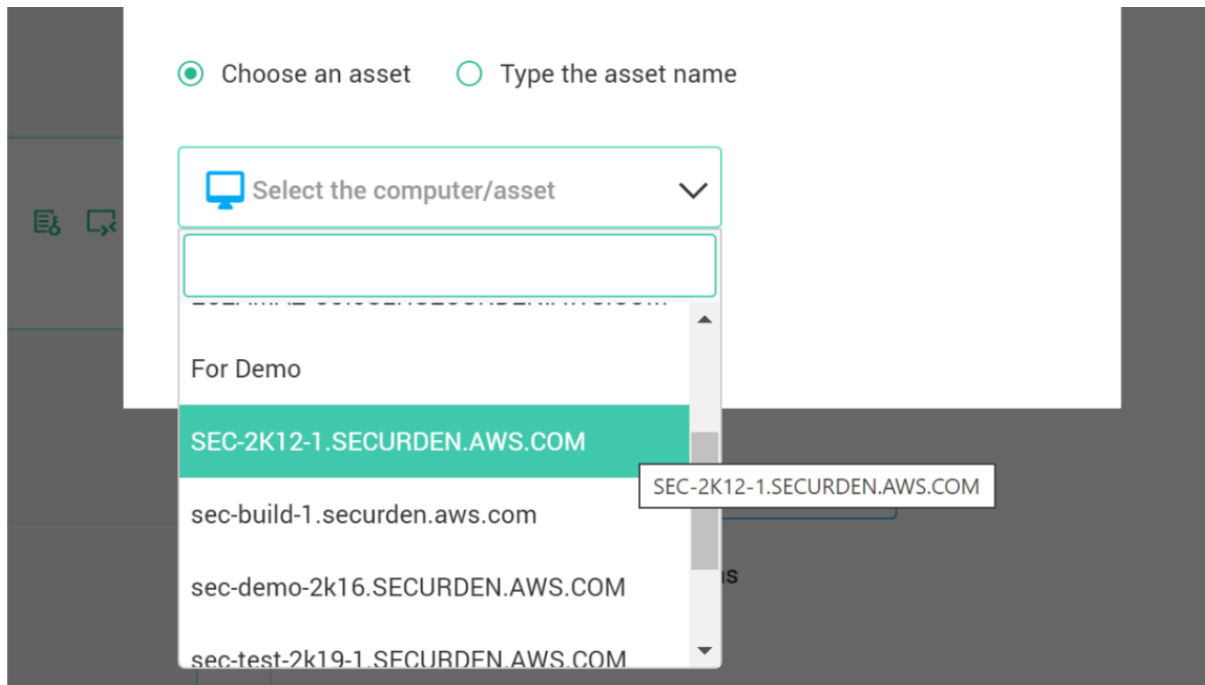 Choose an asset Type the asset name
Select the computer/asset
For Demo
SEC-2K12-1.SECURDEN.AWS.COM
SEC-2K12-1.SECURDEN.AWS.COM
sec-build-1.securden.aws.com
sec-demo-2k16.SECURDEN.AWS.COM
sec-test-2k19-1.SECURDEN.AWS.COM